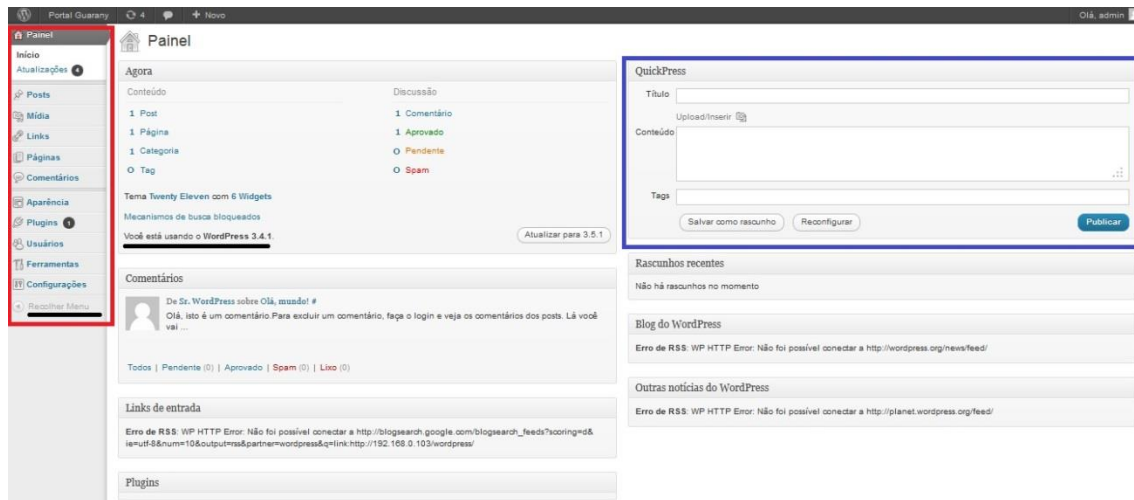 Portal Guarany 4 + Novo Olá, admin
Painel
Início
Atualizações 4
Posts
Mídia
Links
Páginas
Comentários
Aparência
Plugins 1
Usuários
Ferramentas
Configurações
Recolher Menu
Painel
Agora
Conteúdo Discussão
1 Post 1 Comentário
1 Página 1 Aprovado
1 Categoria 0 Pendente
0 Tag 0 Spam
Tema Twenty Eleven com 6 Widgets
Mecanismos de busca bloqueados
Você está usando o WordPress 3.4.1. Atualizar para 3.5.1
Comentários
De Sr. WordPress sobre Olá, mundo! #
Olá, isto é um comentário.Para excluir um comentário, faça o login e veja os comentários dos posts. Lá você
vai ...
Todos | Pendente (0) | Aprovado | Spam (0) | Lixo (0)
Links de entrada
Erro de RSS: WP HTTP Error: Não foi possível conectar a http://blogsearch.google.com/blogsearch_feeds?scoring=d&
ie=utf-8&num=10&output=rss&partner=wordpress&q=link:http://192.168.0.103/wordpress/
Plugins
QuickPress
Título
Upload/Inserir
Conteúdo
Tags
Salvar como rascunho Reconfigurar Publicar
Rascunhos recentes
Não há rascunhos no momento
Blog do WordPress
Erro de RSS: WP HTTP Error: Não foi possível conectar a http://wordpress.org/news/feed/
Outras notícias do WordPress
Erro de RSS: WP HTTP Error: Não foi possível conectar a http://planet.wordpress.org/feed/